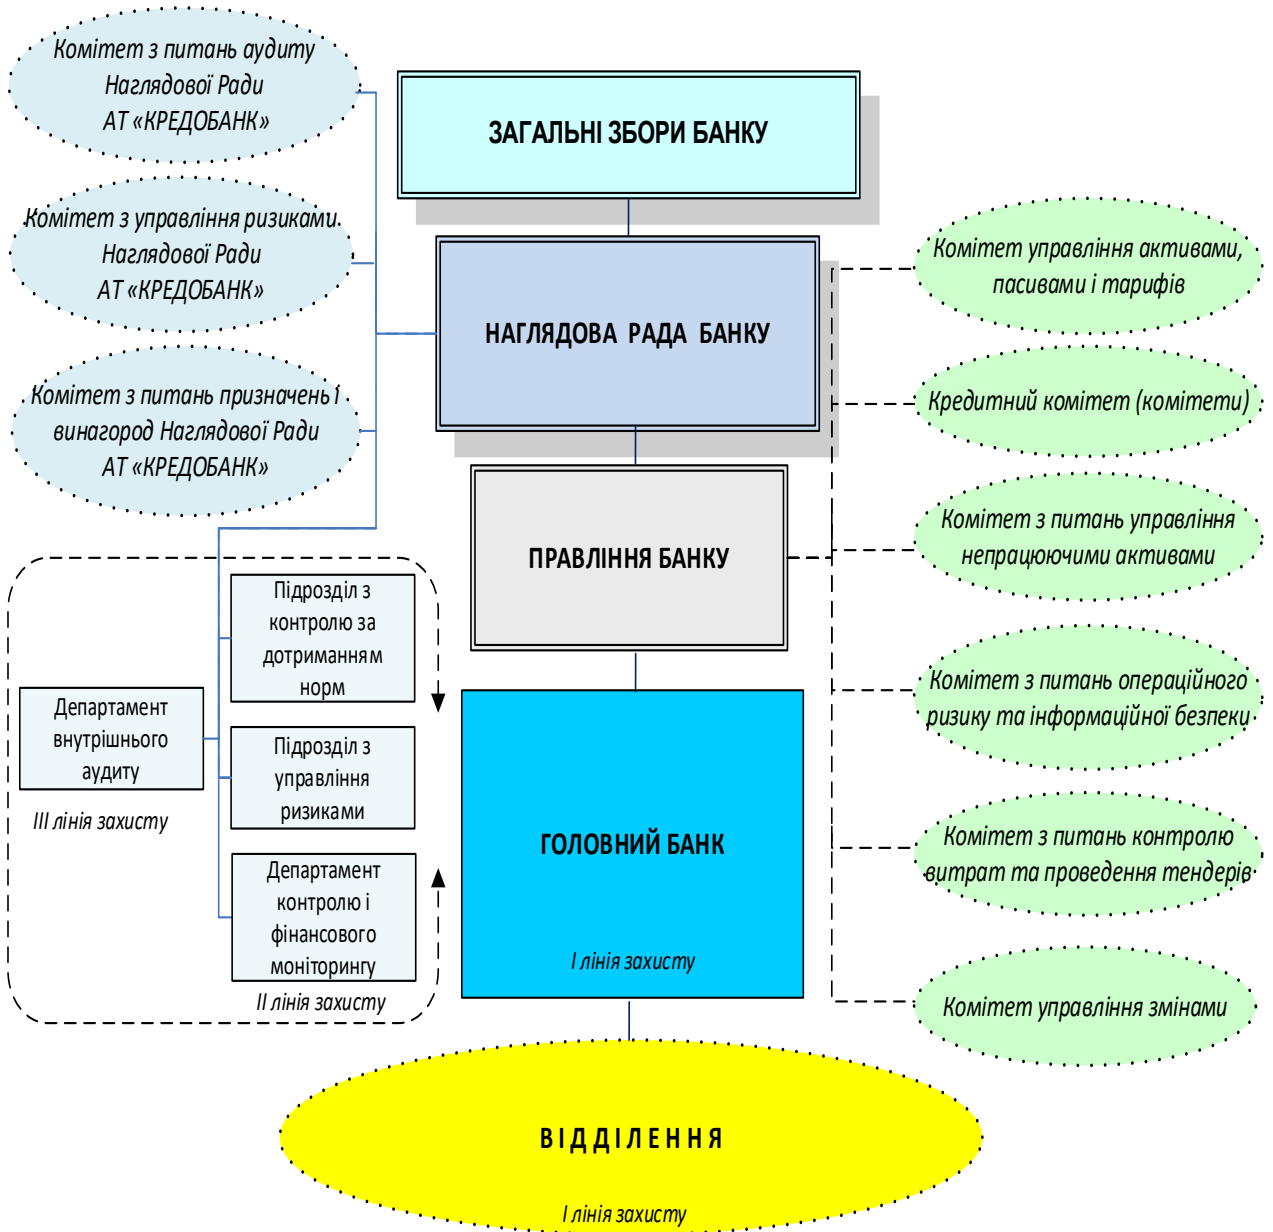 Комітет з питань аудиту
Наглядової Ради
АТ «КРЕДОБАНК»
ЗАГАЛЬНІ ЗБОРИ БАНКУ
Комітет з управління ризиками
Наглядової Ради
АТ «КРЕДОБАНК»
НАГЛЯДОВА РАДА БАНКУ
Комітет управління активами,
пасивами і тарифів
Комітет з питань призначень і
винагород Наглядової Ради
АТ «КРЕДОБАНК»
Кредитний комітет (комітети)
ПРАВЛІННЯ БАНКУ
Комітет з питань управління
непрацюючими активами
Підрозділ з
контролю за
дотриманням
норм
Департамент
внутрішнього
аудиту
III лінія захисту
Підрозділ з
управління
ризиками
Департамент
контролю і
фінансового
моніторингу
II лінія захисту
ГОЛОВНИЙ БАНК
I лінія захисту
Комітет з питань операційного
ризику та інформаційної безпеки
Комітет з питань контролю
витрат та проведення тендерів
Комітет управління змінами
ВІДДІЛЕННЯ
I лінія захисту